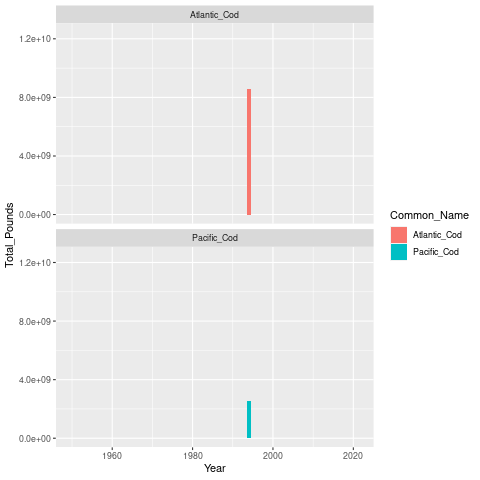 Atlantic_Cod
1.2e+10
8.0e+09
4.0e+09
0.0e+00
Pacific_Cod
1.2e+10
8.0e+09
4.0e+09
0.0e+00
Total_Pounds
1960 1980 2000 2020
Year
Common_Name
Atlantic_Cod
Pacific_Cod